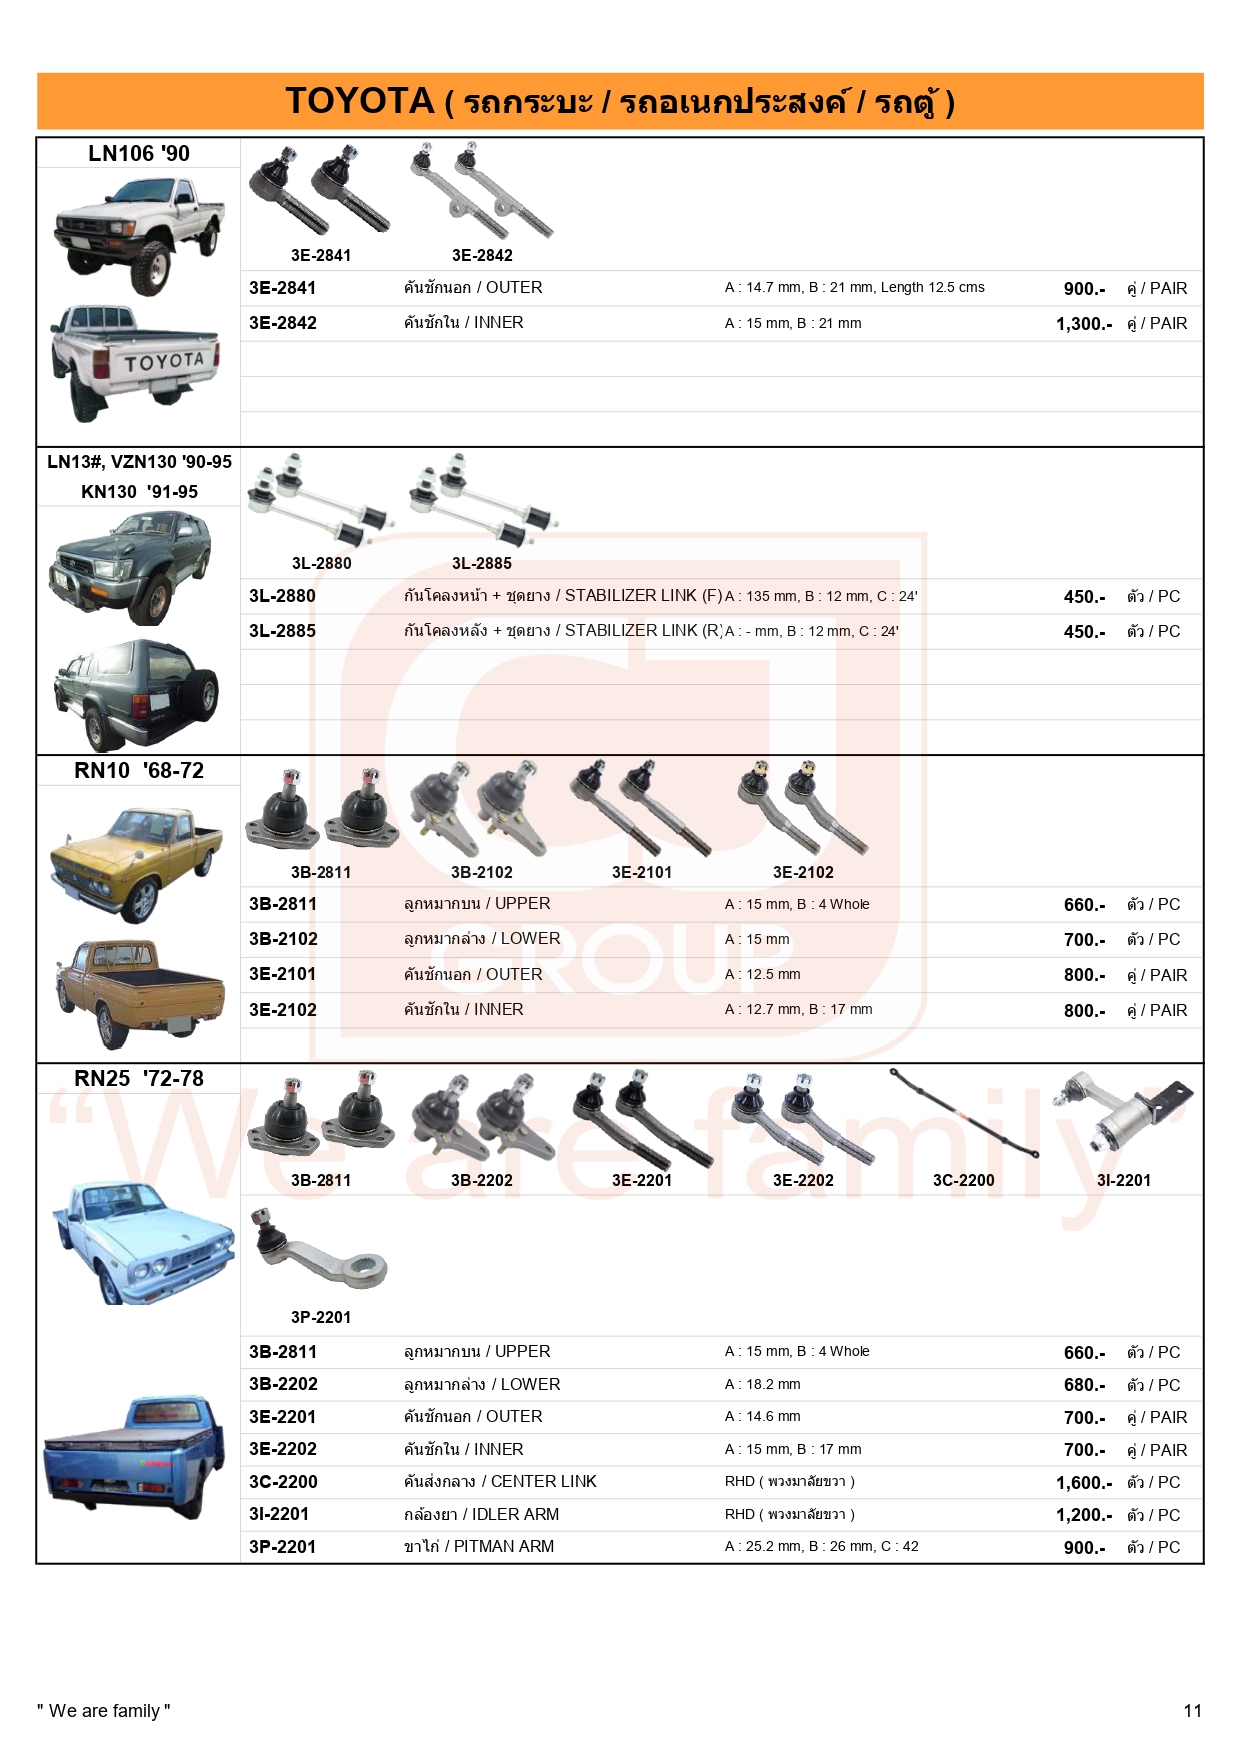 TOYOTA ( รถกระบะ / รถอเนกประสงค์ / รถตู้ )
LN106 '90
3E-2841 3E-2842
3E-2841 คันชักนอก / OUTER A : 14.7 mm, B : 21 mm, Length 12.5 cms 900.- คู่ / PAIR
3E-2842 คันชักใน / INNER A : 15 mm, B : 21 mm 1,300.- คู่ / PAIR
TOYOTA
LN13#, VZN130 '90-95
KN130 '91-95
3L-2880 3L-2885
3L-2880 กันโคลงหน้า + ชุดยาง / STABILIZER LINK (F) A : 135 mm, B : 12 mm, C : 24' 450.- ตัว / PC
3L-2885 กันโคลงหลัง + ชุดยาง / STABILIZER LINK (R) A : - mm, B : 12 mm, C : 24' 450.- ตัว / PC
CJ
GROUP
RN10 '68-72
3B-2811 3B-2102 3E-2101 3E-2102
3B-2811 ลูกหมากบน / UPPER A : 15 mm, B : 4 Whole 660.- ตัว / PC
3B-2102 ลูกหมากล่าง / LOWER A : 15 mm 700.- ตัว / PC
3E-2101 คันชักนอก / OUTER A : 12.5 mm 800.- คู่ / PAIR
3E-2102 คันชักใน / INNER A : 12.7 mm, B : 17 mm 800.- คู่ / PAIR
RN25 '72-78
“We are family”
3B-2811 3B-2202 3E-2201 3E-2202 3C-2200 3I-2201
3P-2201
3B-2811 ลูกหมากบน / UPPER A : 15 mm, B : 4 Whole 660.- ตัว / PC
3B-2202 ลูกหมากล่าง / LOWER A : 18.2 mm 680.- ตัว / PC
3E-2201 คันชักนอก / OUTER A : 14.6 mm 700.- คู่ / PAIR
3E-2202 คันชักใน / INNER A : 15 mm, B : 17 mm 700.- คู่ / PAIR
3C-2200 คันส่งกลาง / CENTER LINK RHD ( พวงมาลัยขวา ) 1,600.- ตัว / PC
3I-2201 กล้องยา / IDLER ARM RHD ( พวงมาลัยขวา ) 1,200.- ตัว / PC
3P-2201 ขาไก่ / PITMAN ARM A : 25.2 mm, B : 26 mm, C : 42 900.- ตัว / PC
" We are family " 11